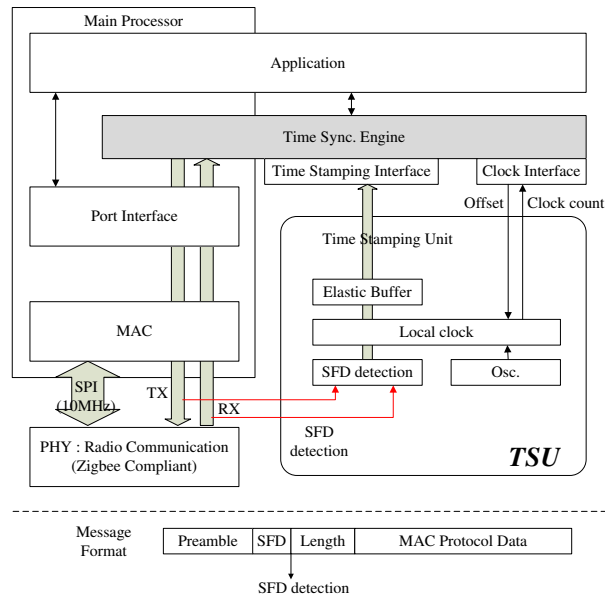 Main Processor
Application
Time Sync. Engine
Time Stamping Interface
Clock Interface
Port Interface
Offset
Clock count
Time Stamping Unit
Elastic Buffer
MAC
Local clock
SFD detection
Osc.
SPI
(10MHz)
TX
RX
PHY : Radio Communication
(Zigbee Compliant)
SFD
detection
TSU
Message
Format
Preamble
SFD
Length
MAC Protocol Data
SFD detection